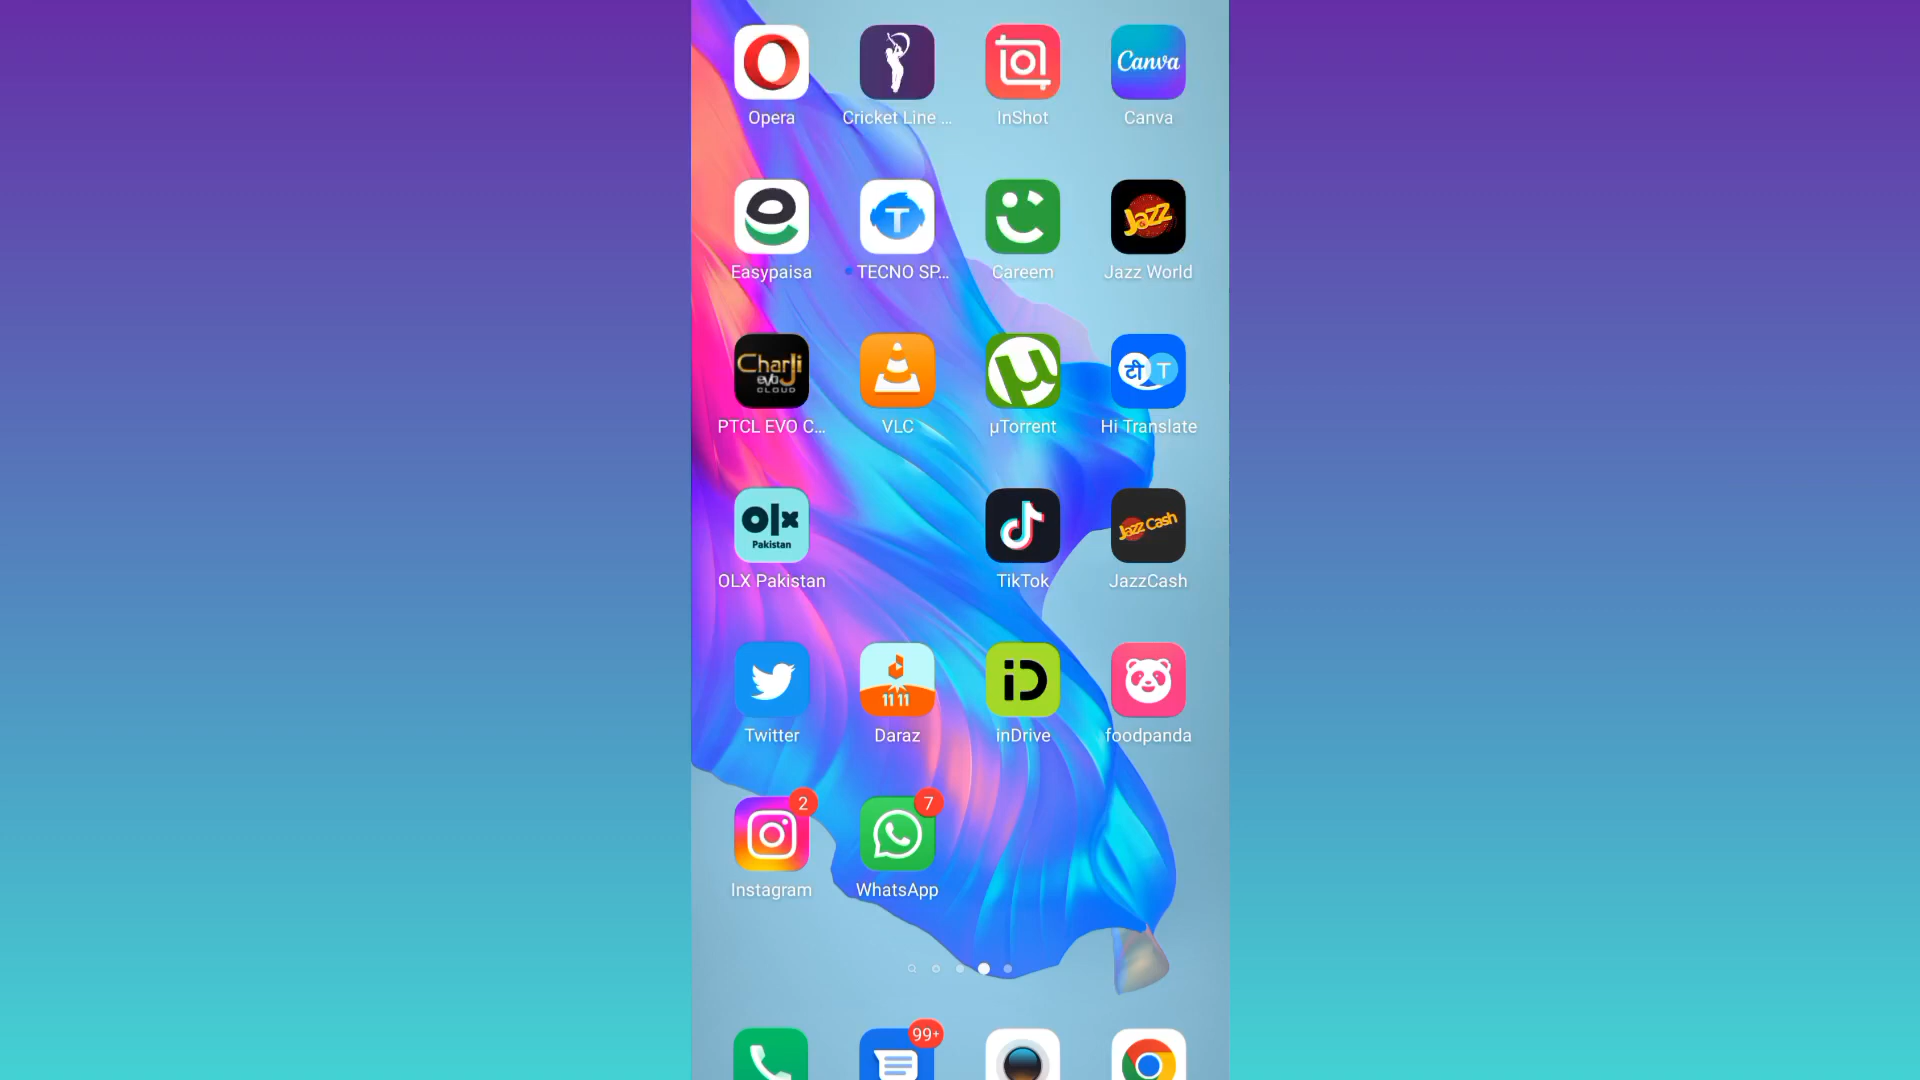 Canva
Opera
Cricket Line ...
InShot
Canva
T
Jazz
Easypaisa
TECNO SP...
Careem
Jazz World
CharJi
evo
CLOUD
µ
टी T
PTCL EVO C...
VLC
µTorrent
Hi Translate
olx
Pakistan
Jazz Cash
OLX Pakistan
TikTok
JazzCash
11 11
iD
Twitter
Daraz
inDrive
foodpanda
2
7
Instagram
WhatsApp
99+